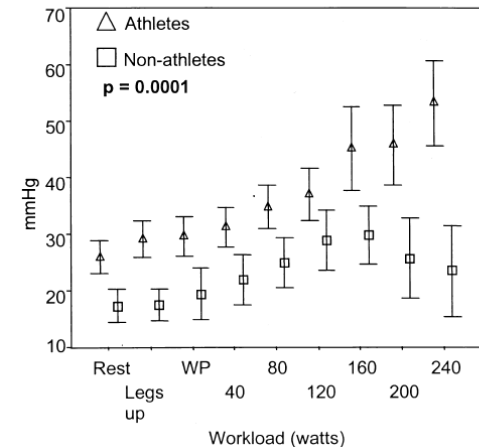 70
Athletes
Non-athletes
p = 0.0001
60
50
40
30
20
10
mmHg
Rest WP 80 160 240
Legs up 40 120 200
Workload (watts)